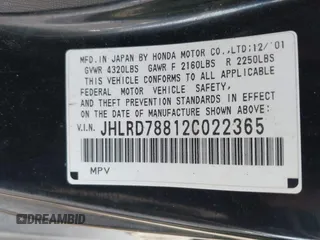 MFD. IN JAPAN BY HONDA MOTOR CO.,LTD:12/'01
GVWR 4320LBS GAWR F 2160LBS R 2250LBS
THIS VEHICLE CONFORMS TO ALL APPLICABLE
FEDERAL MOTOR VEHICLE SAFETY, BUMPER,
AND THEFT PREVENTION STANDARDS IN EFFECT
ON THE DATE OF MANUFACTURE SHOWN ABOVE.
V.I.N. JHLRD78812C022365
MPV
DREAMBID